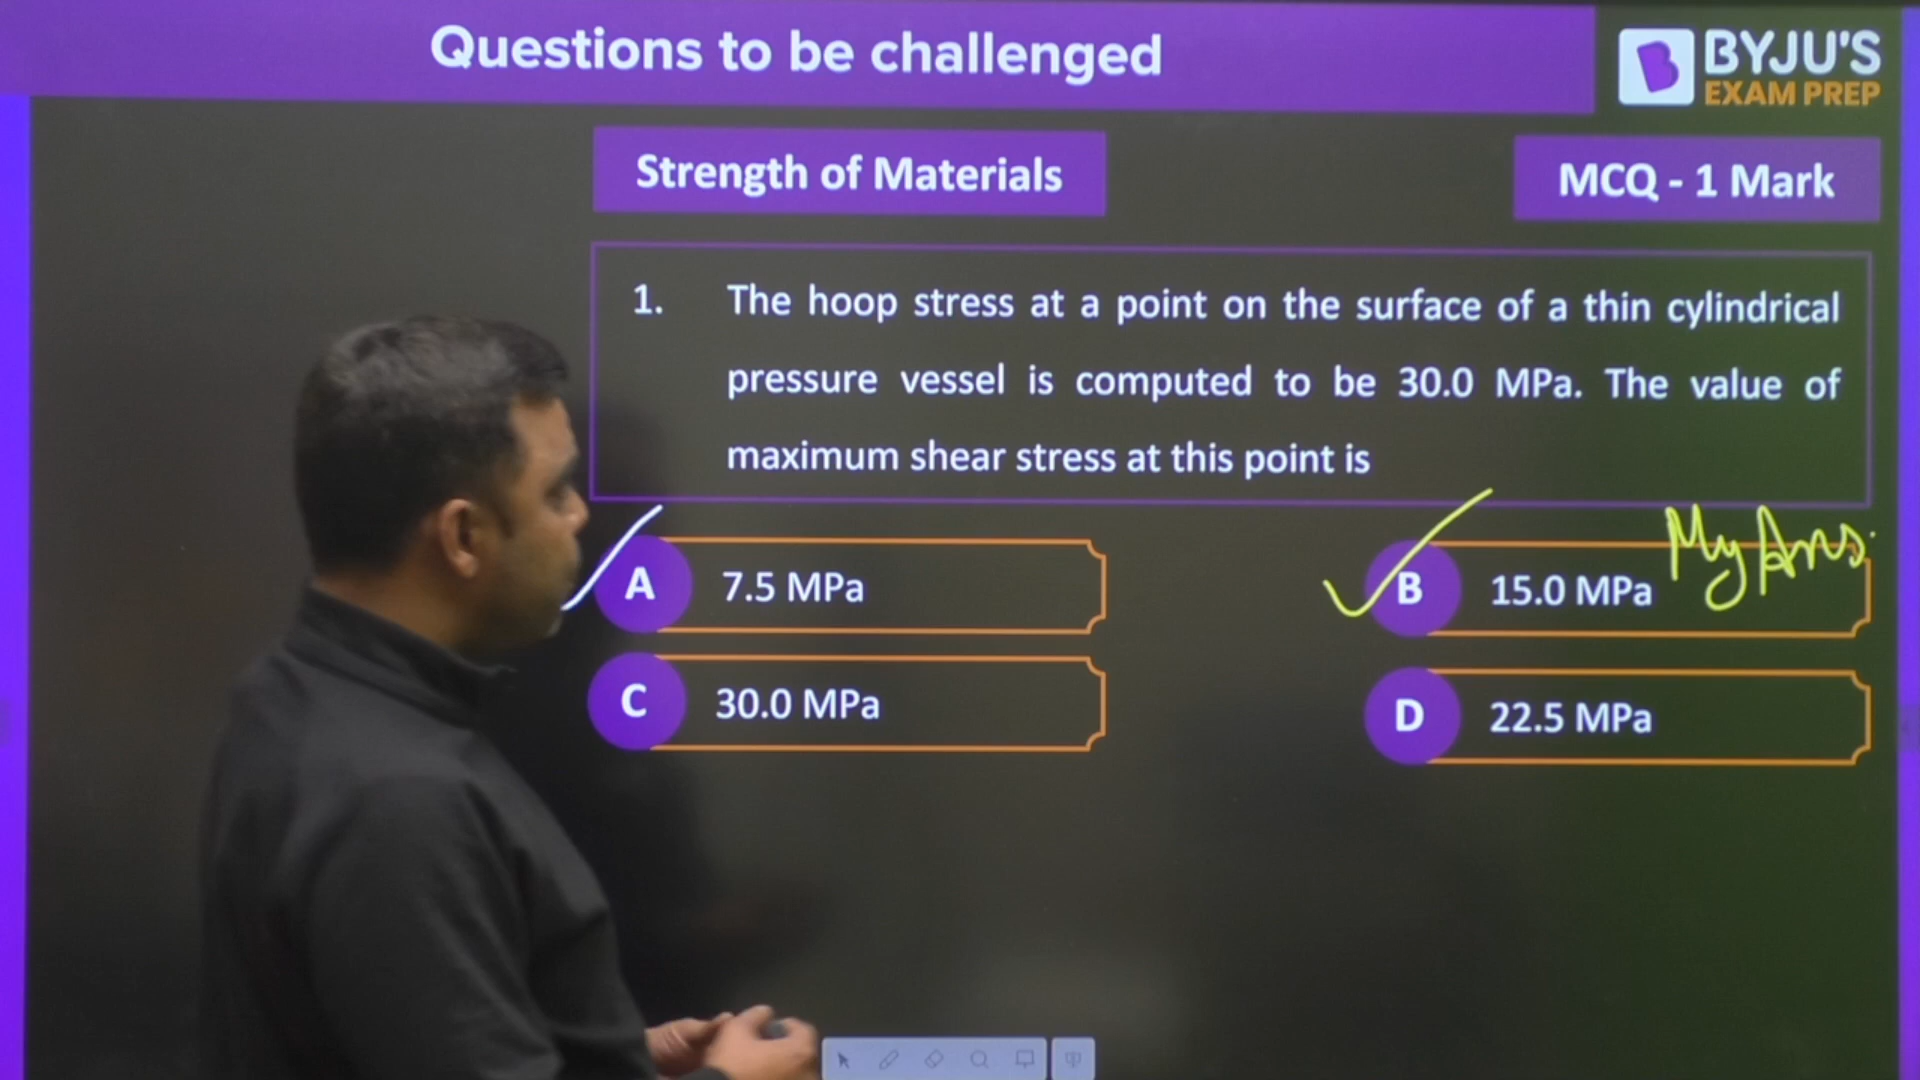 Questions to be challenged
BYJU'S
EXAM PREP
Strength of Materials
MCQ - 1 Mark
1. The hoop stress at a point on the surface of a thin cylindrical
pressure vessel is computed to be 30.0 MPa. The value of
maximum shear stress at this point is
A 7.5 MPa
B 15.0 MPa
My Ans.
C 30.0 MPa
D 22.5 MPa